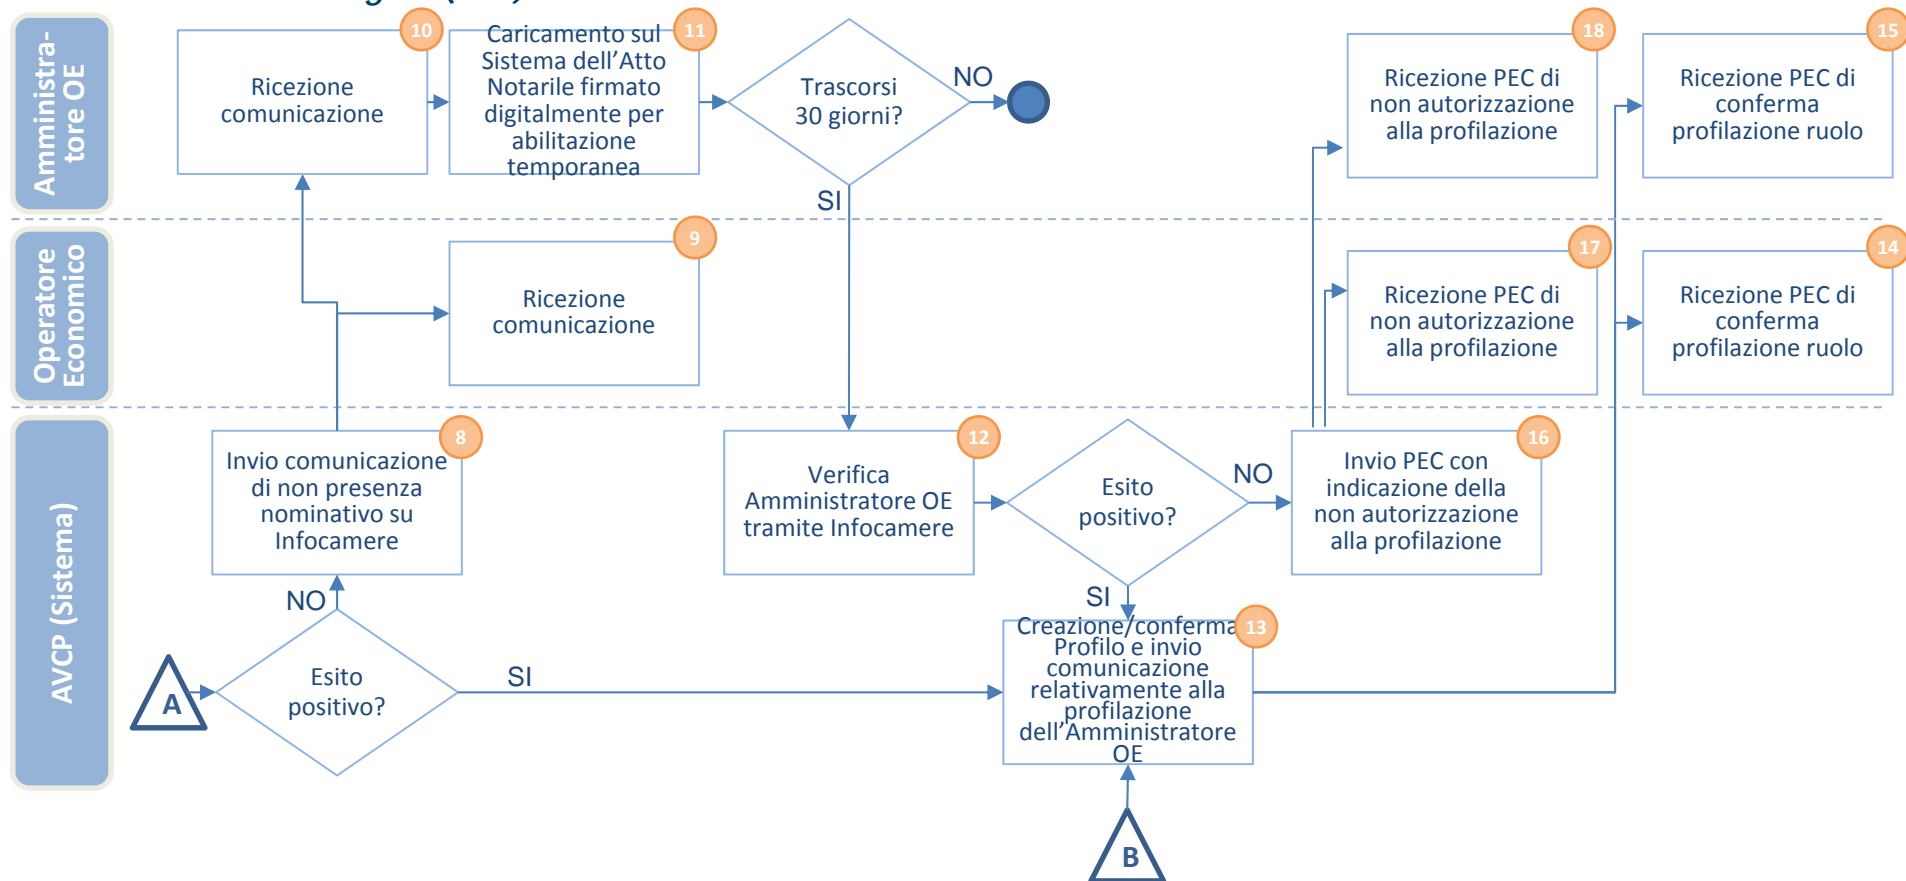 Amministra-
tore OE
10
Ricezione
comunicazione
11
Caricamento sul
Sistema dell'Atto
Notarile firmato
digitalmente per
abilitazione
temporanea
Trascorsi
30 giorni?
NO
SI
18
Ricezione PEC di
non autorizzazione
alla profilazione
15
Ricezione PEC di
conferma
profilazione ruolo
Operatore
Economico
9
Ricezione
comunicazione
17
Ricezione PEC di
non autorizzazione
alla profilazione
14
Ricezione PEC di
conferma
profilazione ruolo
AVCP (Sistema)
8
Invio comunicazione
di non presenza
nominativo su
Infocamere
NO
A
Esito
positivo?
SI
12
Verifica
Amministratore OE
tramite Infocamere
Esito
positivo?
NO
SI
16
Invio PEC con
indicazione della
non autorizzazione
alla profilazione
13
Creazione/conferma
Profilo e invio
comunicazione
relativamente alla
profilazione
dell'Amministratore
OE
B